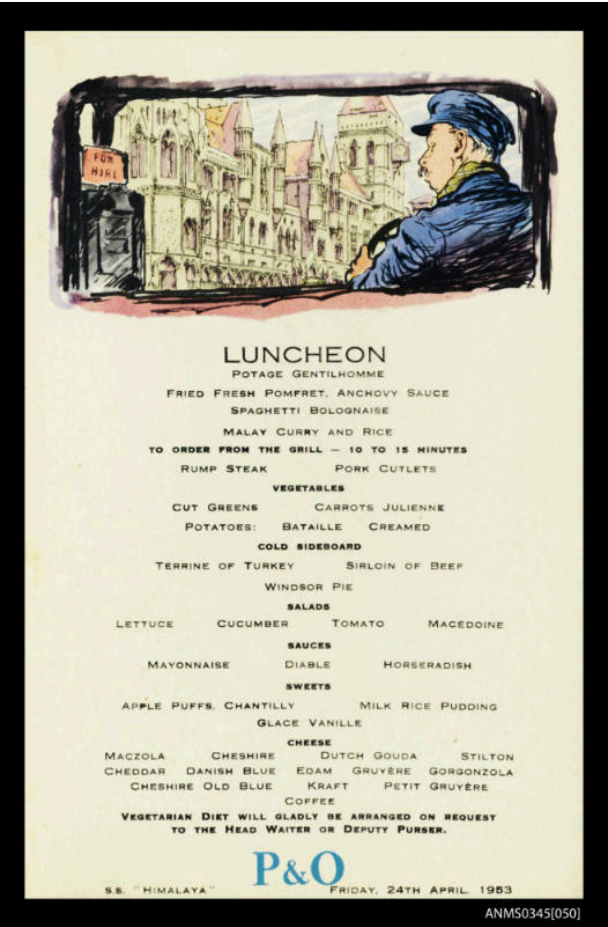 FOR
HIRE
LUNCHEON
POTAGE GENTILHOMME
FRIED FRESH POMFRET, ANCHOVY SAUCE
SPAGHETTI BOLOGNAISE
MALAY CURRY AND RICE
TO ORDER FROM THE GRILL – 10 TO 15 MINUTES
RUMP STEAK PORK CUTLETS
VEGETABLES
CUT GREENS CARROTS JULIENNE
POTATOES: BATAILLE CREAMED
COLD SIDEBOARD
TERRINE OF TURKEY SIRLOIN OF BEEF
WINDSOR PIE
SALADS
LETTUCE CUCUMBER TOMATO MACÉDOINE
SAUCES
MAYONNAISE DIABLE HORSERADISH
SWEETS
APPLE PUFFS, CHANTILLY MILK RICE PUDDING
GLACE VANILLE
CHEESE
MACZOLA CHESHIRE DUTCH GOUDA STILTON
CHEDDAR DANISH BLUE EDAM GRUYÈRE GORGONZOLA
CHESHIRE OLD BLUE KRAFT PETIT GRUYÈRE
COFFEE
VEGETARIAN DIET WILL GLADLY BE ARRANGED ON REQUEST
TO THE HEAD WAITER OR DEPUTY PURSER.
P&O
S.S. "HIMALAYA" FRIDAY, 24TH APRIL, 1953
ANMS0345[050]